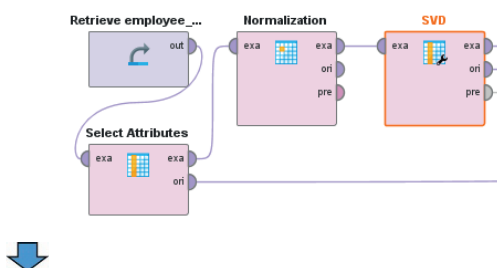 Retrieve employee_...
out
Normalization
exa
exa
ori
pre
SVD
exa
exa
ori
pre
Select Attributes
exa
exa
ori